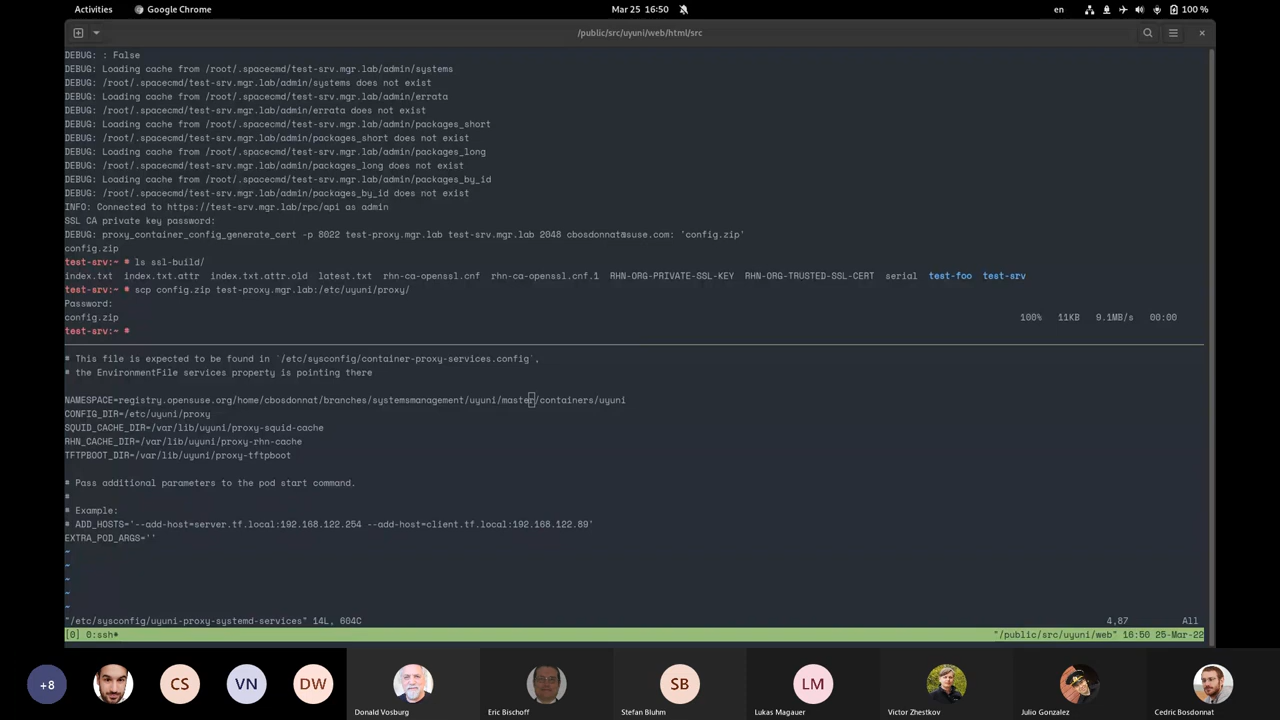 Activities Google Chrome Mar 25 16:50 en 100 %
/public/src/uyuni/web/html/src
DEBUG: : False
DEBUG: Loading cache from /root/.spacecmd/test-srv.mgr.lab/admin/systems
DEBUG: /root/.spacecmd/test-srv.mgr.lab/admin/systems does not exist
DEBUG: Loading cache from /root/.spacecmd/test-srv.mgr.lab/admin/errata
DEBUG: /root/.spacecmd/test-srv.mgr.lab/admin/errata does not exist
DEBUG: Loading cache from /root/.spacecmd/test-srv.mgr.lab/admin/packages_short
DEBUG: /root/.spacecmd/test-srv.mgr.lab/admin/packages_short does not exist
DEBUG: Loading cache from /root/.spacecmd/test-srv.mgr.lab/admin/packages_long
DEBUG: /root/.spacecmd/test-srv.mgr.lab/admin/packages_long does not exist
DEBUG: Loading cache from /root/.spacecmd/test-srv.mgr.lab/admin/packages_by_id
DEBUG: /root/.spacecmd/test-srv.mgr.lab/admin/packages_by_id does not exist
INFO: Connected to https://test-srv.mgr.lab/rpc/api as admin
SSL CA private key password:
DEBUG: proxy_container_config_generate_cert -p 8022 test-proxy.mgr.lab test-srv.mgr.lab 2048 cbosdonnat@suse.com: 'config.zip'
config.zip
test-srv:~ # ls ssl-build/
index.txt index.txt.attr index.txt.attr.old latest.txt rhn-ca-openssl.cnf rhn-ca-openssl.cnf.1 RHN-ORG-PRIVATE-SSL-KEY RHN-ORG-TRUSTED-SSL-CERT serial test-foo test-srv
test-srv:~ # scp config.zip test-proxy.mgr.lab:/etc/uyuni/proxy/
Password:
config.zip 100% 11KB 9.1MB/s 00:00
test-srv:~ #
# This file is expected to be found in `/etc/sysconfig/container-proxy-services.config`,
# the EnvironmentFile services property is pointing there
NAMESPACE=registry.opensuse.org/home/cbosdonnat/branches/systemsmanagement/uyuni/master/containers/uyuni
CONFIG_DIR=/etc/uyuni/proxy
SQUID_CACHE_DIR=/var/lib/uyuni/proxy-squid-cache
RHN_CACHE_DIR=/var/lib/uyuni/proxy-rhn-cache
TFTPBOOT_DIR=/var/lib/uyuni/proxy-tftpboot
# Pass additional parameters to the pod start command.
#
# Example:
# ADD_HOSTS='--add-host=server.tf.local:192.168.122.254 --add-host=client.tf.local:192.168.122.89'
EXTRA_POD_ARGS=''
~
~
~
~
~
"/etc/sysconfig/uyuni-proxy-systemd-services" 14L, 604C 4,87 All
[0] 0:ssh* "/public/src/uyuni/web" 16:50 25-Mar-22
+8 CS VN DW SB LM
Donald Vosburg Eric Bischoff Stefan Bluhm Lukas Magauer Victor Zhestkov Julio Gonzalez Cedric Bosdonnat